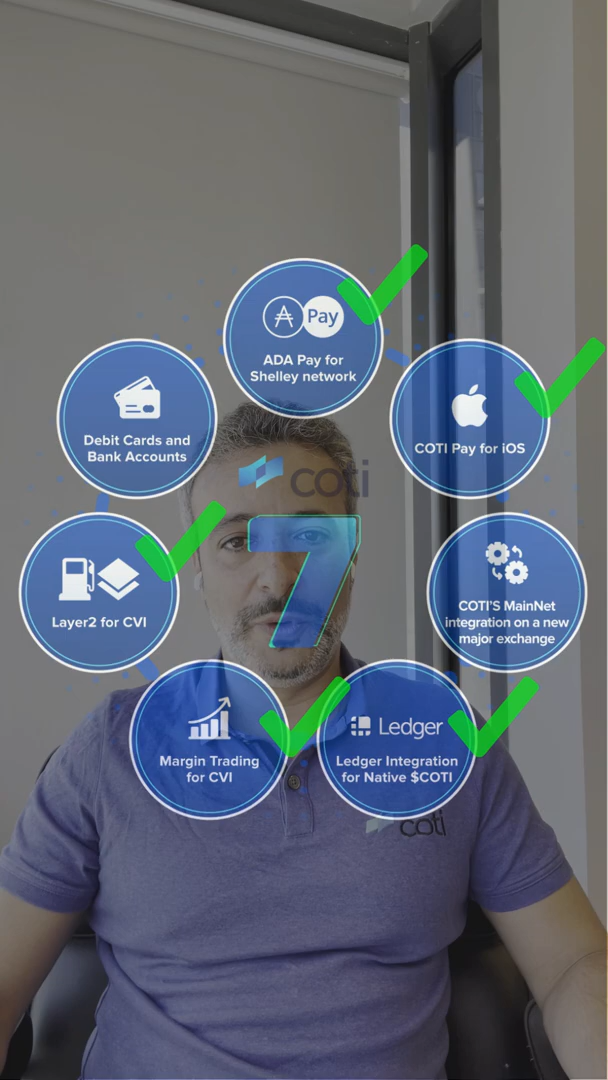 Pay
ADA Pay for
Shelley network
Debit Cards and
Bank Accounts
COTI Pay for iOS
coti
7
Layer2 for CVI
COTI'S MainNet
integration on a new
major exchange
Margin Trading
for CVI
Ledger
Ledger Integration
for Native $COTI
coti